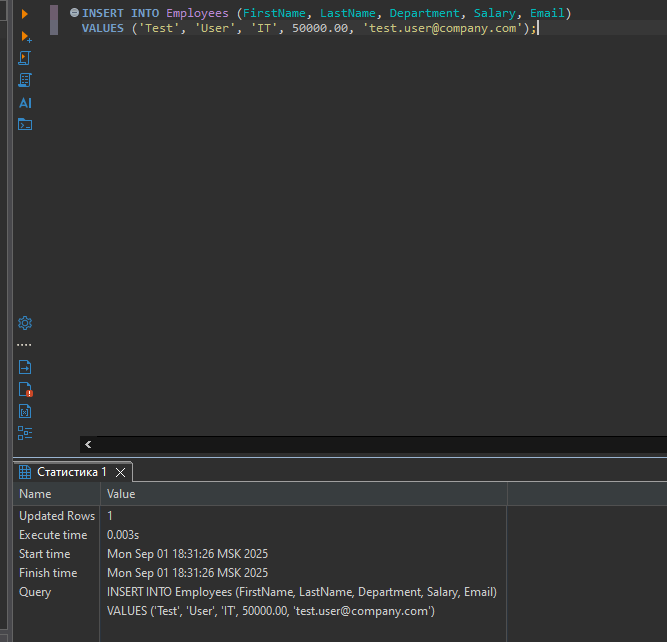 INSERT INTO Employees (FirstName, LastName, Department, Salary, Email)
VALUES ('Test', 'User', 'IT', 50000.00, 'test.user@company.com');
AI
Статистика 1
Name Value
Updated Rows 1
Execute time 0.003s
Start time Mon Sep 01 18:31:26 MSK 2025
Finish time Mon Sep 01 18:31:26 MSK 2025
Query INSERT INTO Employees (FirstName, LastName, Department, Salary, Email)
VALUES ('Test', 'User', 'IT', 50000.00, 'test.user@company.com')